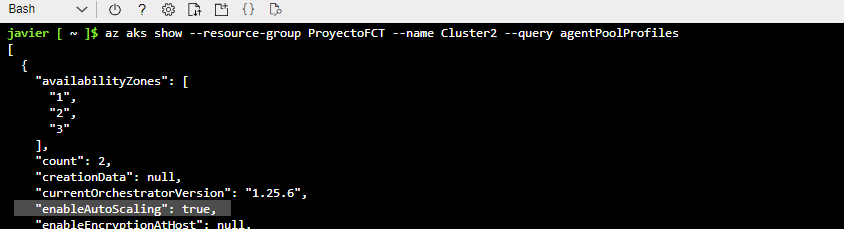 Bash
javier [ ~ ]$ az aks show --resource-group ProyectoFCT --name Cluster2 --query agentPoolProfiles
[
  {
    "availabilityZones": [
      "1",
      "2",
      "3"
    ],
    "count": 2,
    "creationData": null,
    "currentOrchestratorVersion": "1.25.6",
    "enableAutoScaling": true,
    "enableEncryptionAtHost": null,